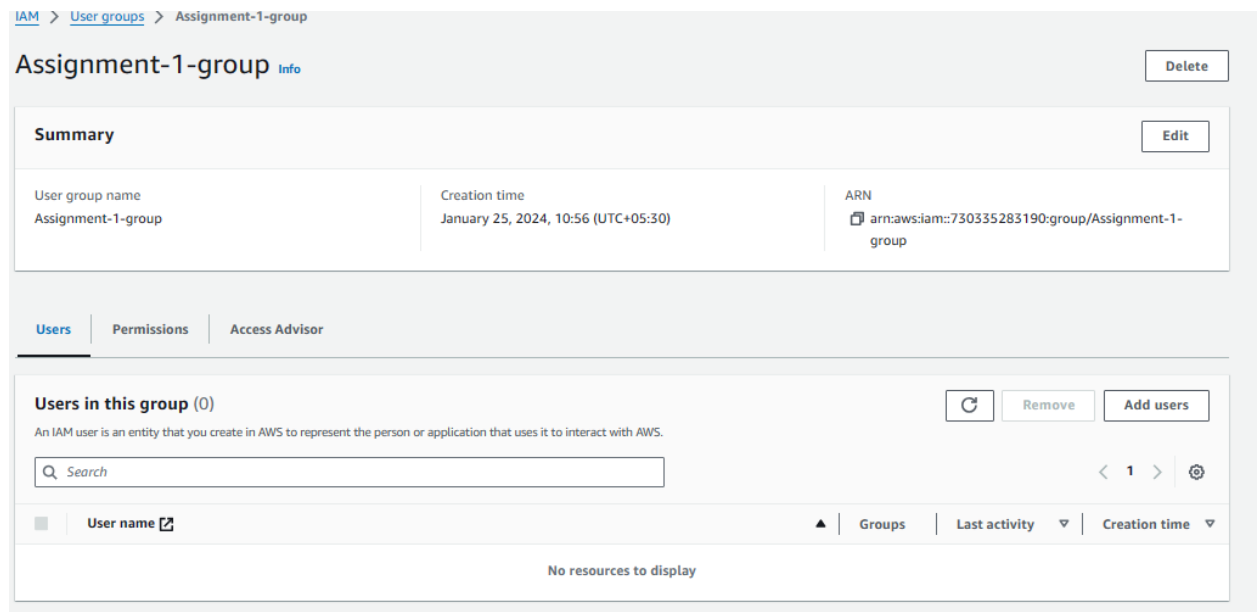 IAM > User groups > Assignment-1-group
Assignment-1-group Info
Delete
Summary
Edit
User group name
Assignment-1-group
Creation time
January 25, 2024, 10:56 (UTC+05:30)
ARN
arn:aws:iam::730335283190:group/Assignment-1-
group
Users
Permissions
Access Advisor
Users in this group (0)
Remove
Add users
An IAM user is an entity that you create in AWS to represent the person or application that uses it to interact with AWS.
Search
1
User name
Groups
Last activity
Creation time
No resources to display